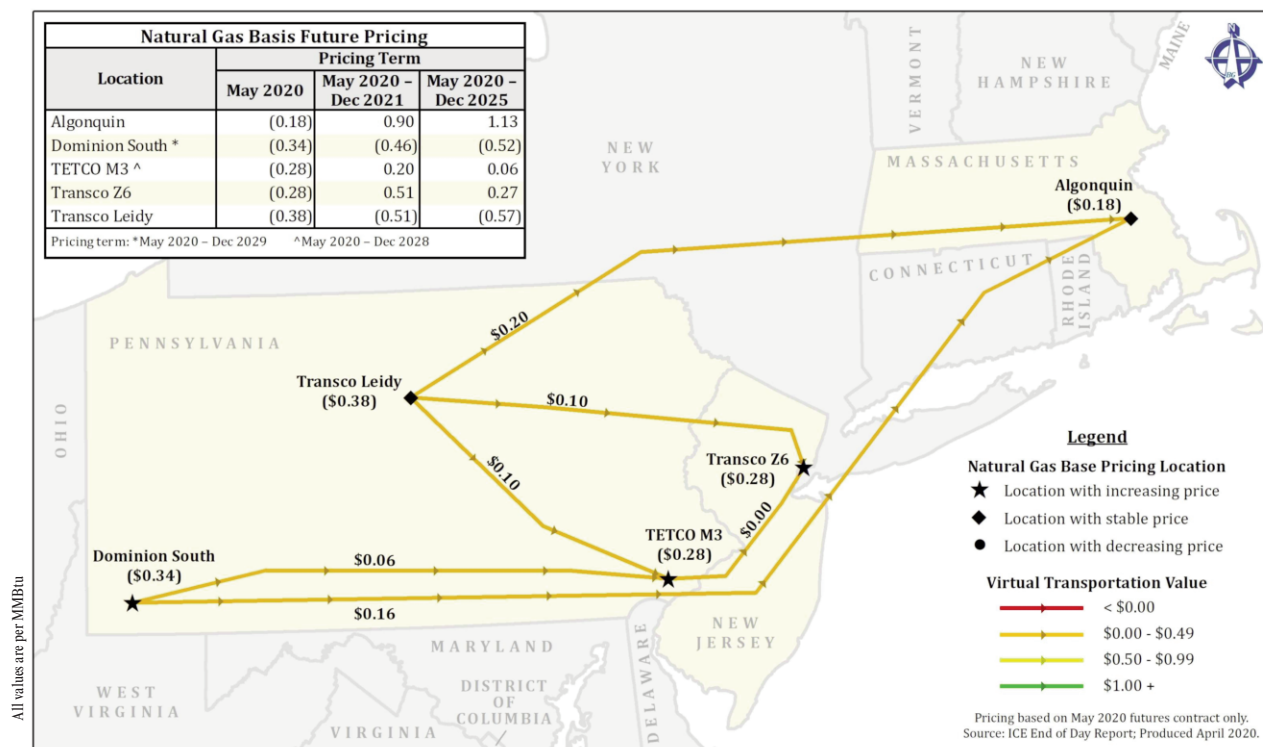 Natural Gas Basis Future Pricing
Location
Pricing Term
May 2020
May 2020 –
Dec 2021
May 2020 –
Dec 2025
Algonquin (0.18) 0.90 1.13
Dominion South * (0.34) (0.46) (0.52)
TETCO M3 ^ (0.28) 0.20 0.06
Transco Z6 (0.28) 0.51 0.27
Transco Leidy (0.38) (0.51) (0.57)
Pricing term: *May 2020 – Dec 2029 ^May 2020 – Dec 2028
N
MAINE
VERMONT
NEW
HAMPSHIRE
NEW
YORK
MASSACHUSETTS
Algonquin
($0.18)
CONNECTICUT
RHODE
ISLAND
PENNSYLVANIA
$0.20
Transco Leidy
($0.38)
$0.10
OHIO
Transco Z6
($0.28)
$0.10
$0.00
TETCO M3
($0.28)
Dominion South
($0.34)
$0.06
$0.16
NEW
JERSEY
MARYLAND
DELAWARE
DISTRICT
OF
COLUMBIA
WEST
VIRGINIA
VIRGINIA
All values are per MMBtu
Legend
Natural Gas Base Pricing Location
Location with increasing price
Location with stable price
Location with decreasing price
Virtual Transportation Value
< $0.00
$0.00 - $0.49
$0.50 - $0.99
$1.00 +
Pricing based on May 2020 futures contract only.
Source: ICE End of Day Report; Produced April 2020.